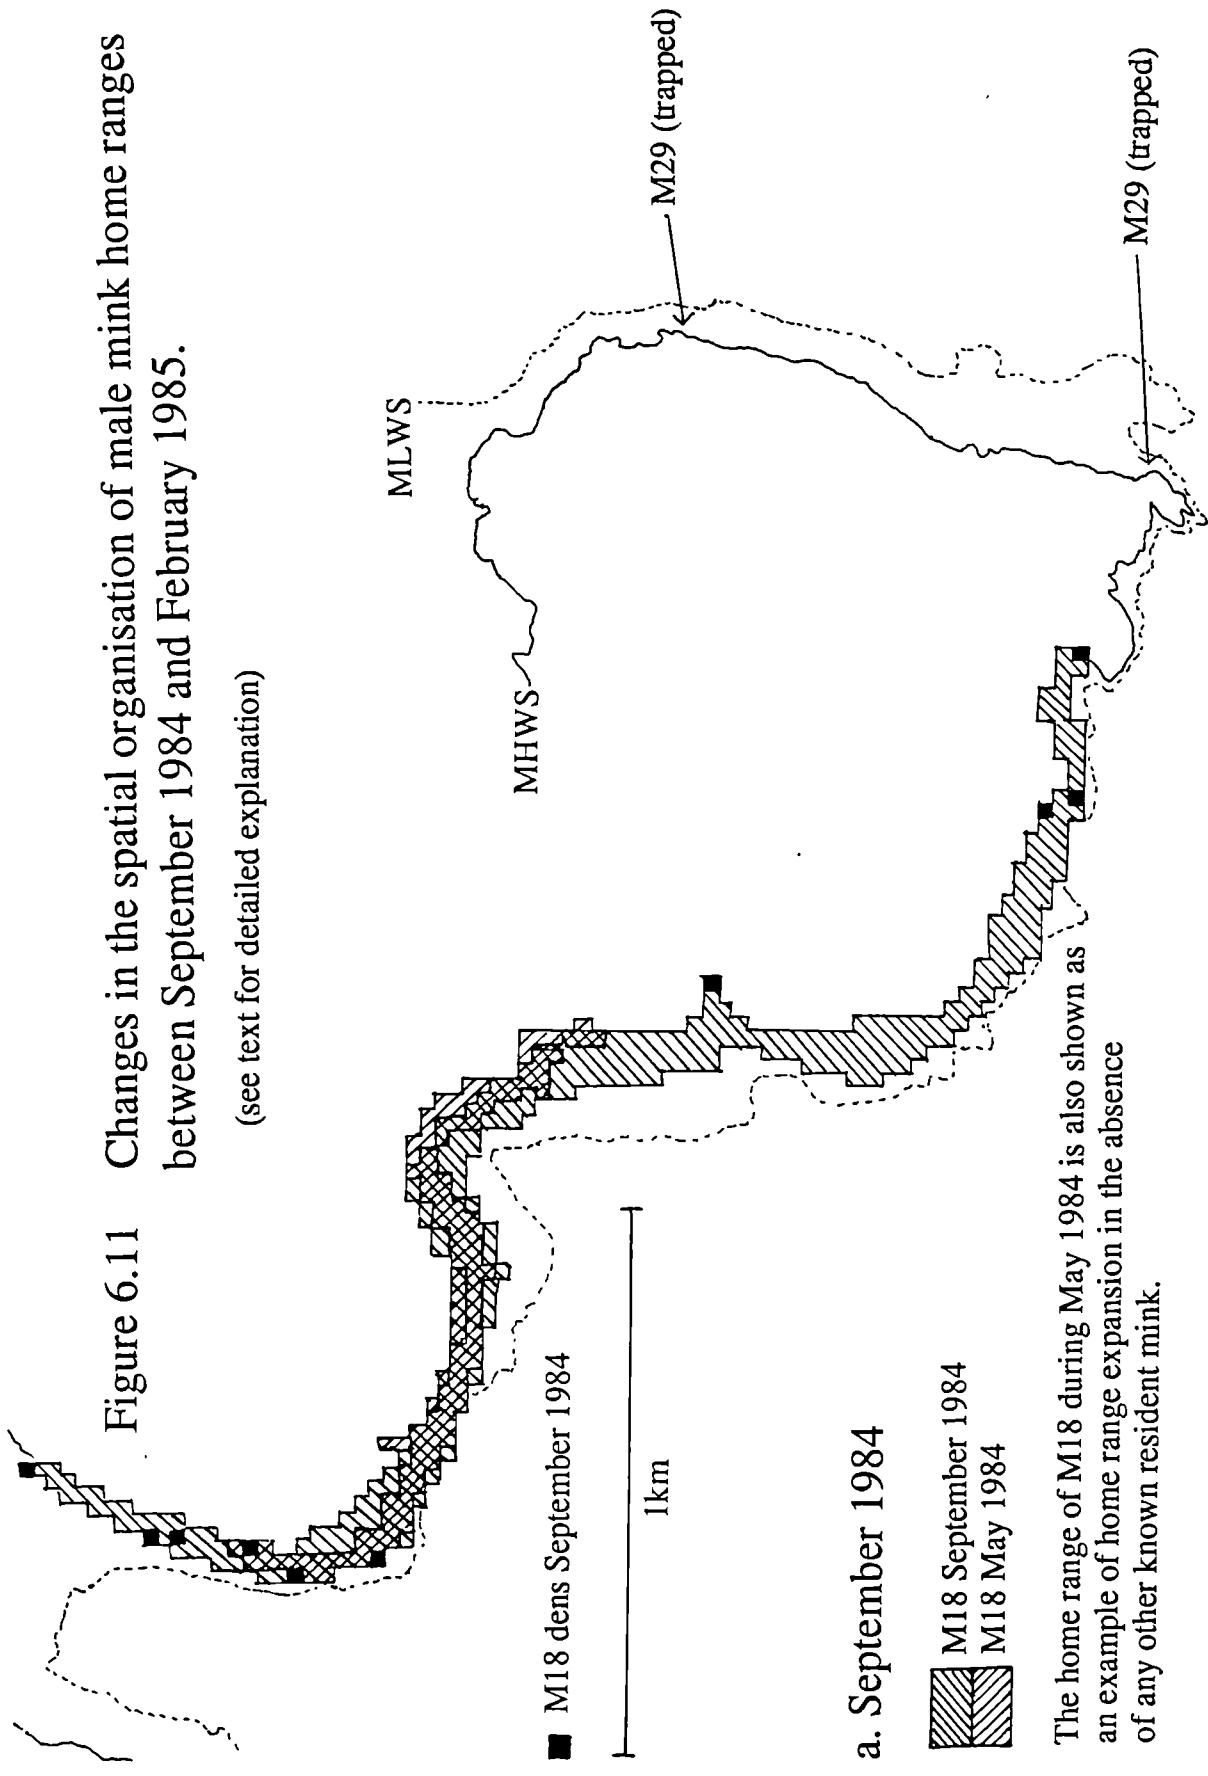 Figure 6.11 Changes in the spatial organisation of male mink home ranges
between September 1984 and February 1985.
(see text for detailed explanation)
MLWS
MHWS
M29 (trapped)
M29 (trapped)
M18 dens September 1984
1km
a. September 1984
M18 September 1984
M18 May 1984
The home range of M18 during May 1984 is also shown as
an example of home range expansion in the absence
of any other known resident mink.